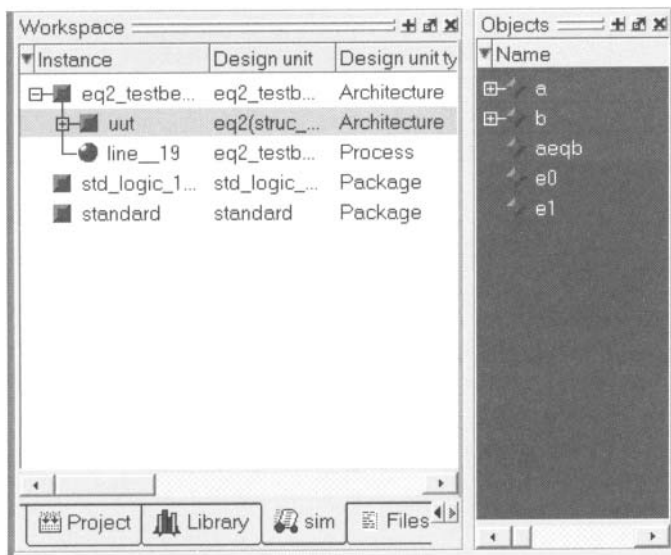 Workspace
Instance Design unit Design unit ty
eq2_testbe... eq2_testb... Architecture
uut eq2(struc_... Architecture
line__19 eq2_testb... Process
std_logic_1... std_logic_... Package
standard standard Package
Project Library sim Files
Objects
Name
a
b
aeqb
e0
e1